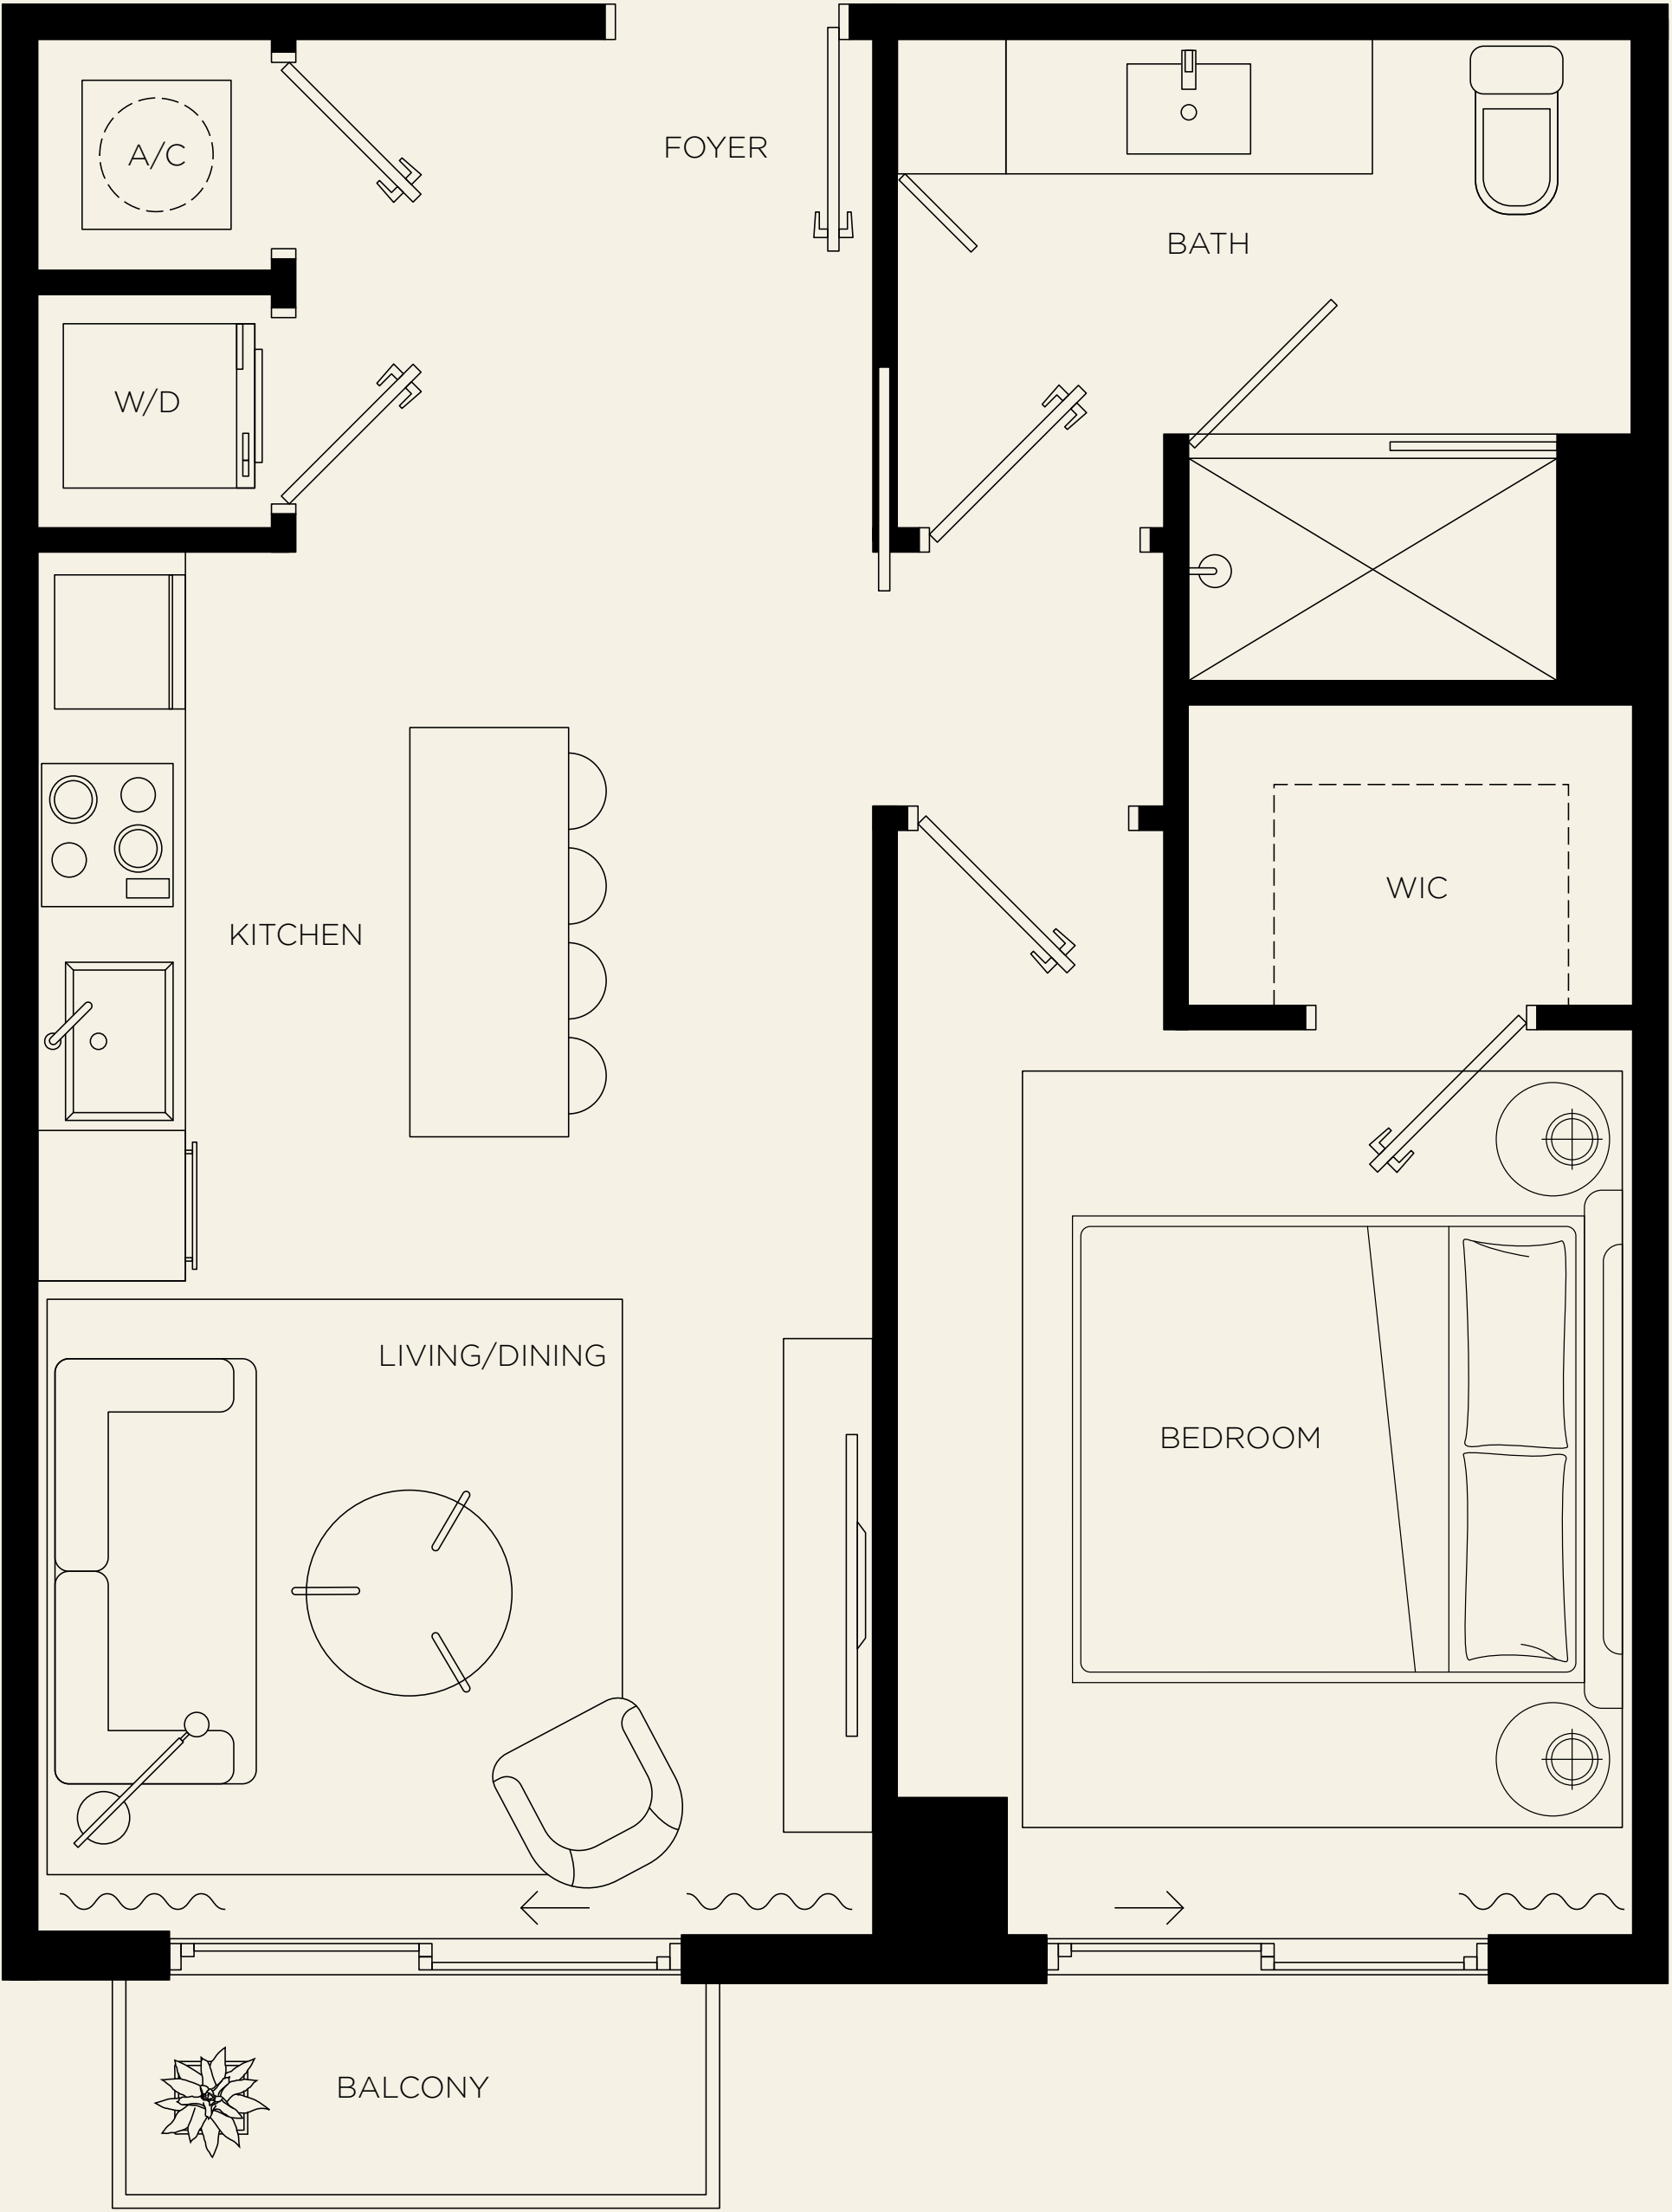 FOYER
A/C
BATH
W/D
WIC
KITCHEN
LIVING/DINING
BEDROOM
BALCONY